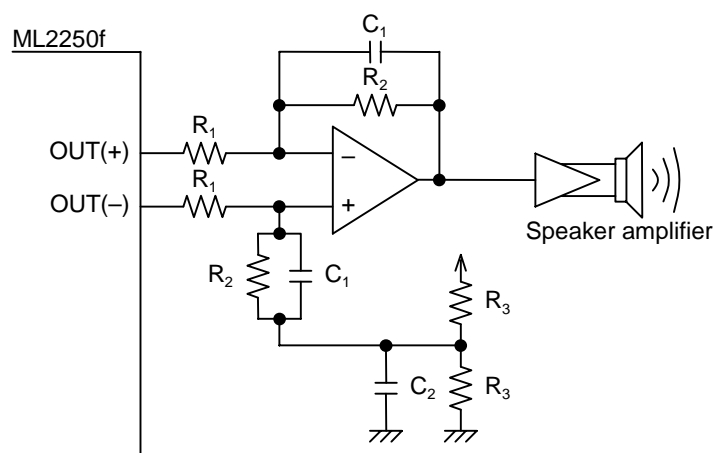 ML2250f
C₁
R₂
R₁
OUT(+)
–
R₁
OUT(–)
+
Speaker amplifier
R₂
C₁
R₃
C₂
R₃